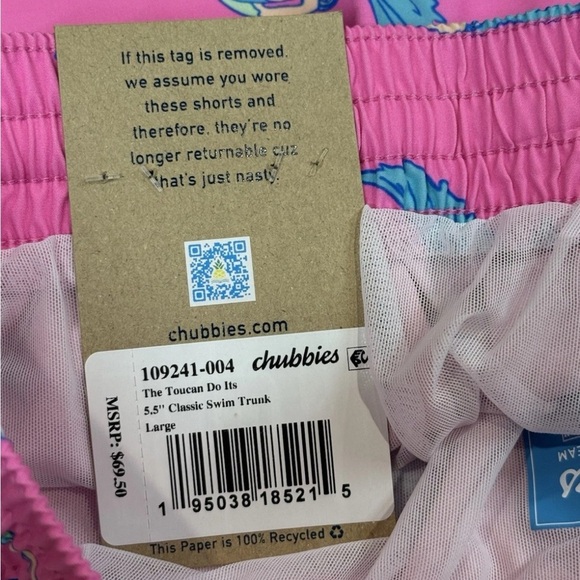 If this tag is removed,
we assume you wore
these shorts and
therefore, they're no
longer returnable cuz
that's just nasty.
chubbies.com
109241-004 chubbies
The Toucan Do Its
5.5" Classic Swim Trunk
Large
MSRP: $69.50
1 95038 18521 5
This Paper is 100% Recycled